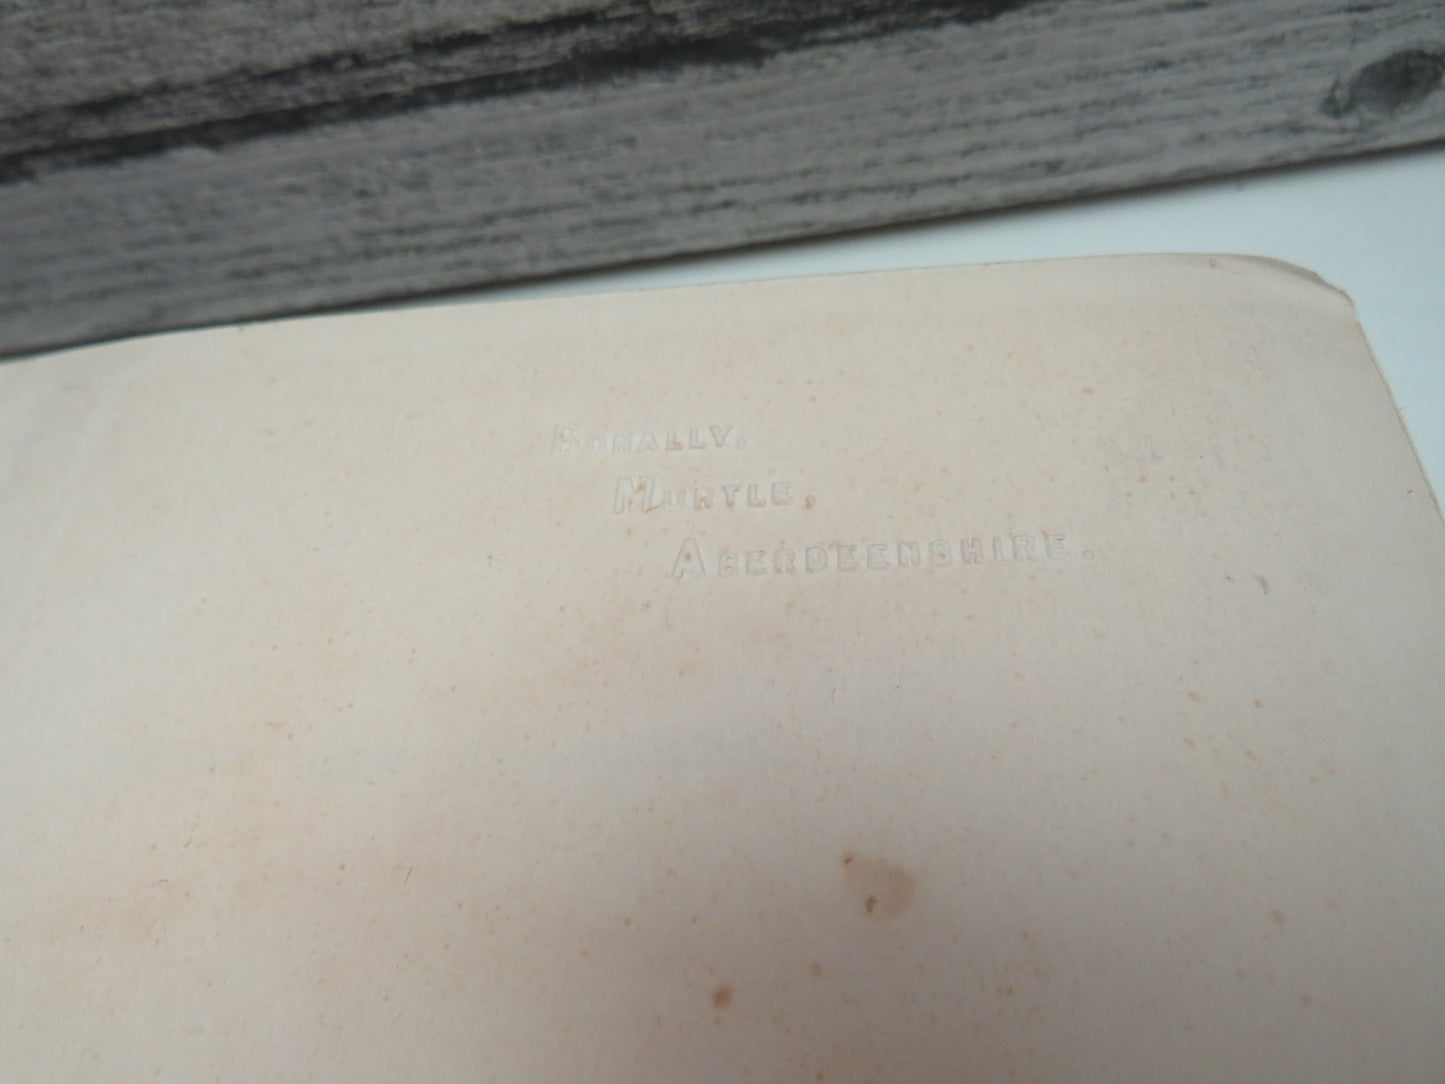 BONALLY.
MURTLE,
ABERDEENSHIRE.